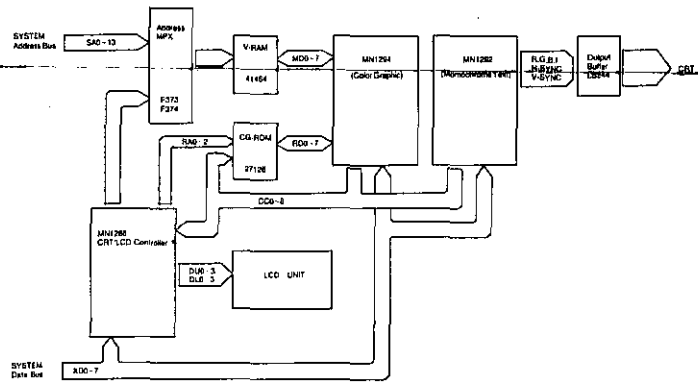 SYSTEM
Address Bus
SA0-13
Address
MPX
F373
F374
V-RAM
41464
MD0-7
MN1294
(Color Graphic)
MN1292
(Monochrome Text)
R,G,B,I
H-SYNC
V-SYNC
Output
Buffer
LS244
CRT
RA0-2
CG-ROM
27128
RD0-7
CC0-8
MN1288
CRT/LCD Controller
DU0-3
DL0-3
LCD UNIT
SYSTEM
Data Bus
XD0-7